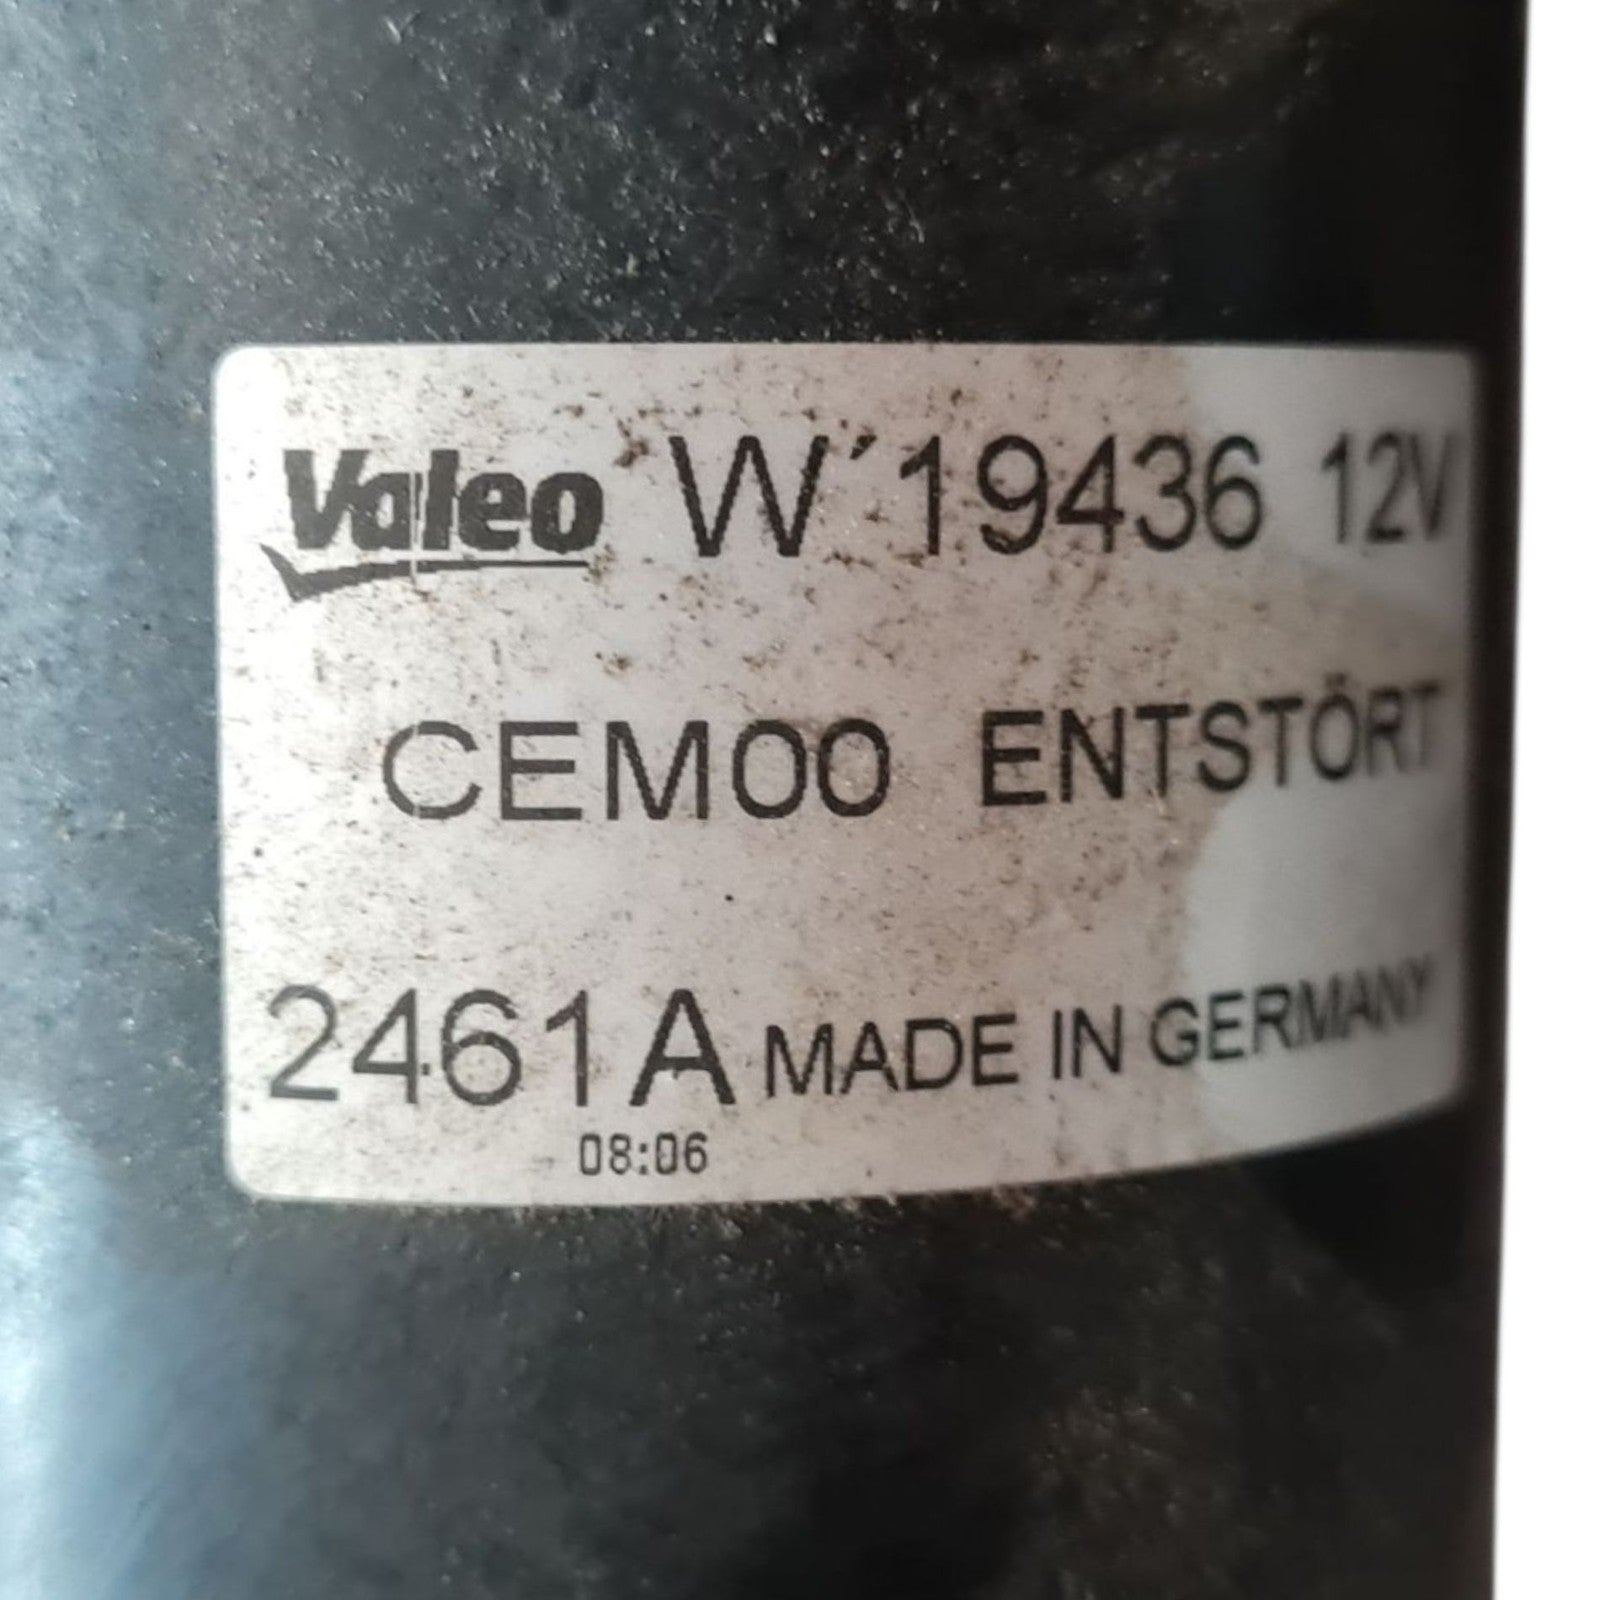 Valeo W´19436 12V
CEM00 ENTSTÖRT
2461A MADE IN GERMANY
08:06